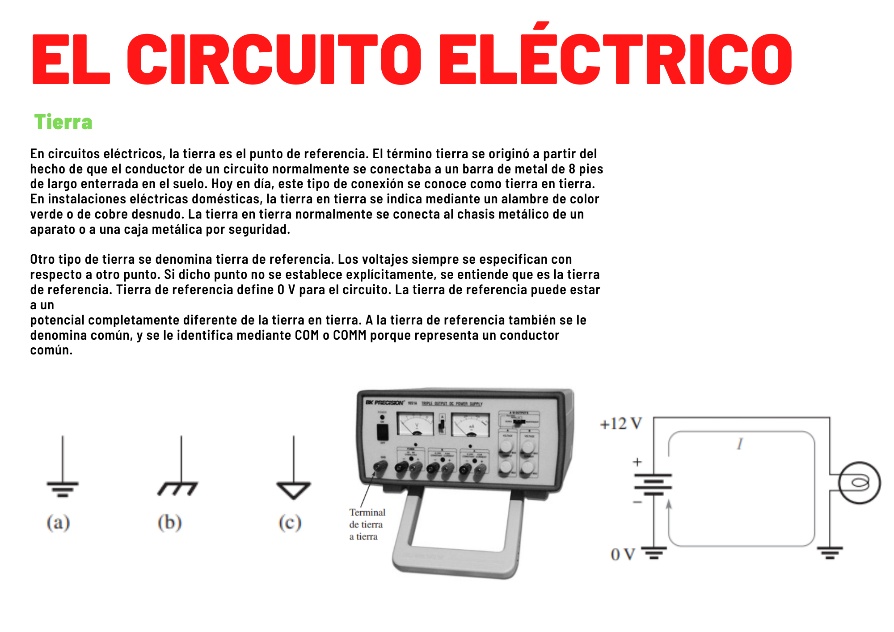 EL CIRCUITO ELÉCTRICO
Tierra
En circuitos eléctricos, la tierra es el punto de referencia. El término tierra se originó a partir del
hecho de que el conductor de un circuito normalmente se conectaba a un barra de metal de 8 pies
de largo enterrada en el suelo. Hoy en día, este tipo de conexión se conoce como tierra en tierra.
En instalaciones eléctricas domésticas, la tierra en tierra se indica mediante un alambre de color
verde o de cobre desnudo. La tierra en tierra normalmente se conecta al chasis metálico de un
aparato o a una caja metálica por seguridad.
Otro tipo de tierra se denomina tierra de referencia. Los voltajes siempre se especifican con
respecto a otro punto. Si dicho punto no se establece explícitamente, se entiende que es la tierra
de referencia. Tierra de referencia define 0 V para el circuito. La tierra de referencia puede estar
a un
potencial completamente diferente de la tierra en tierra. A la tierra de referencia también se le
denomina común, y se le identifica mediante COM o COMM porque representa un conductor
común.
(a)
(b)
(c)
BK PRECISION
TRIPLE OUTPUT DC POWER SUPPLY
Terminal
de tierra
a tierra
+12 V
I
+
−
0 V